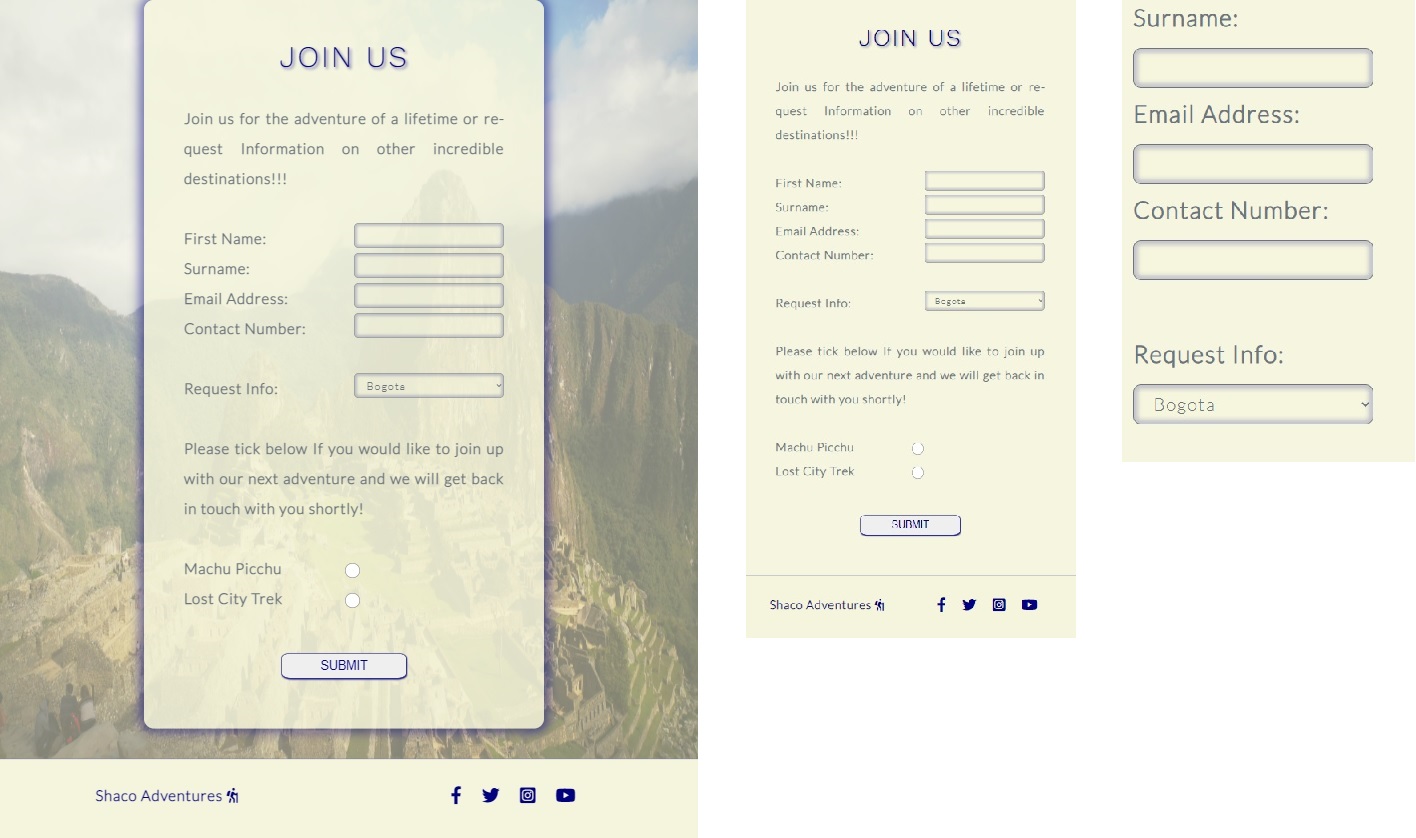 JOIN US
Join us for the adventure of a lifetime or re-
quest Information on other incredible
destinations!!!
First Name:
Surname:
Email Address:
Contact Number:
Request Info:
Bogota
Please tick below If you would like to join up
with our next adventure and we will get back
in touch with you shortly!
Machu Picchu
Lost City Trek
SUBMIT
Shaco Adventures
JOIN US
Join us for the adventure of a lifetime or re-
quest Information on other incredible
destinations!!!
First Name:
Surname:
Email Address:
Contact Number:
Request Info:
Bogota
Please tick below If you would like to join up
with our next adventure and we will get back in
touch with you shortly!
Machu Picchu
Lost City Trek
SUBMIT
Shaco Adventures
Surname:
Email Address:
Contact Number:
Request Info:
Bogota